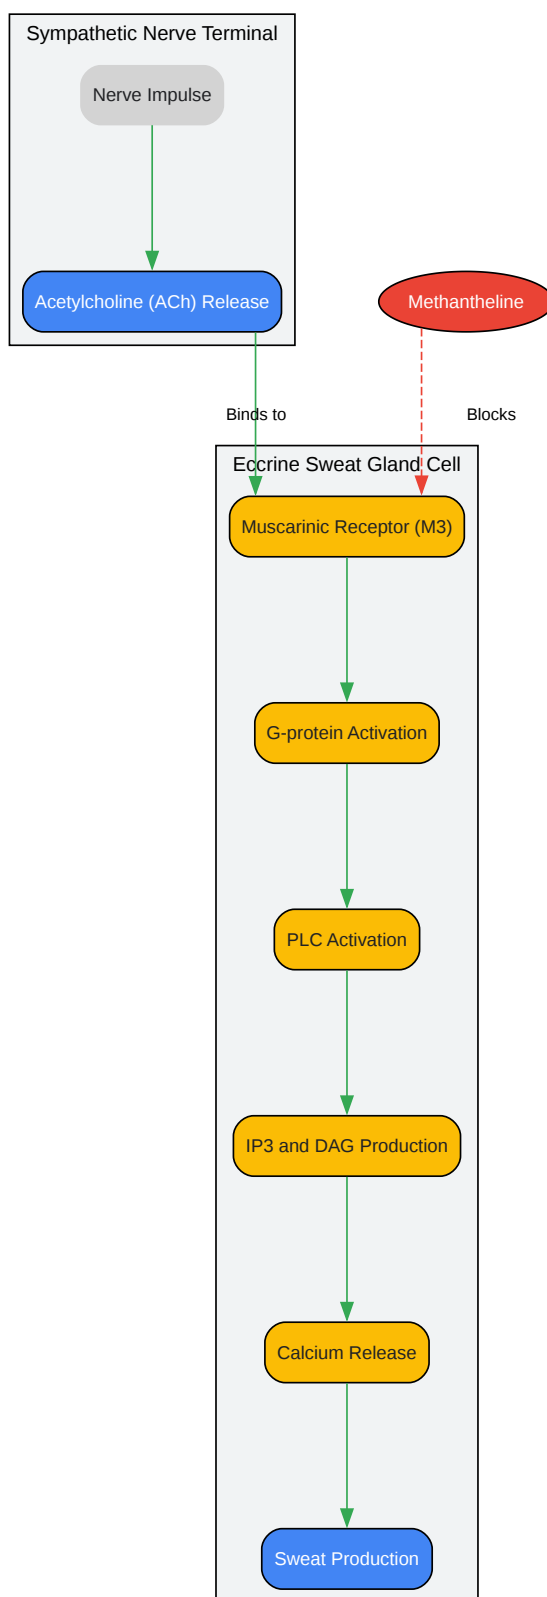 Sympathetic Nerve Terminal
Nerve Impulse
Acetylcholine (ACh) Release
Methantheline
Binds to
Blocks
Eccrine Sweat Gland Cell
Muscarinic Receptor (M3)
G-protein Activation
PLC Activation
IP3 and DAG Production
Calcium Release
Sweat Production